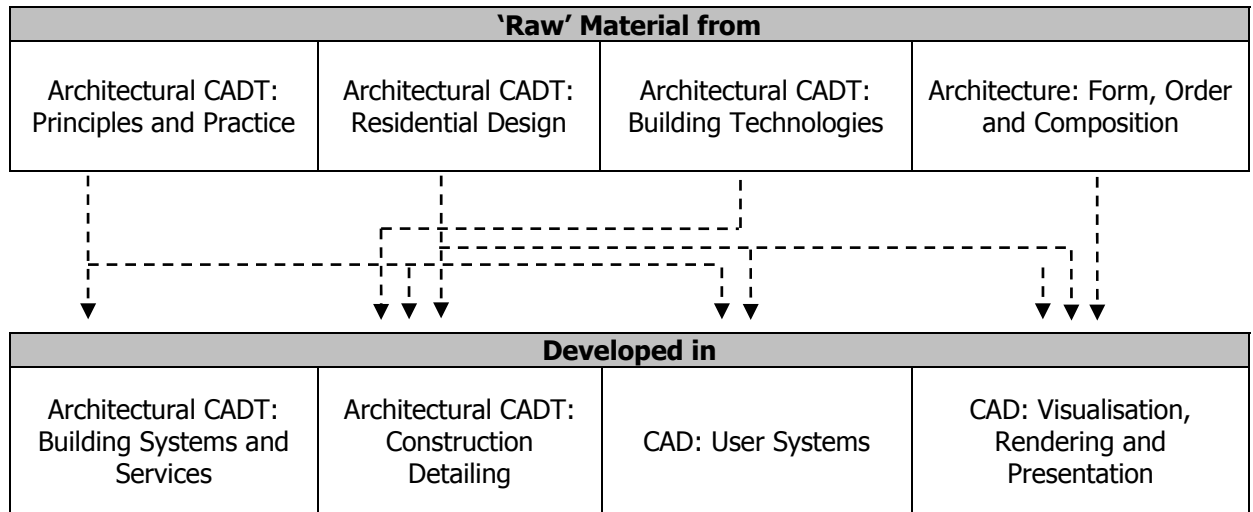 ‘Raw’ Material from
Architectural CADT:
Principles and Practice
Architectural CADT:
Residential Design
Architectural CADT:
Building Technologies
Architecture: Form, Order
and Composition
Developed in
Architectural CADT:
Building Systems and
Services
Architectural CADT:
Construction
Detailing
CAD: User Systems
CAD: Visualisation,
Rendering and
Presentation